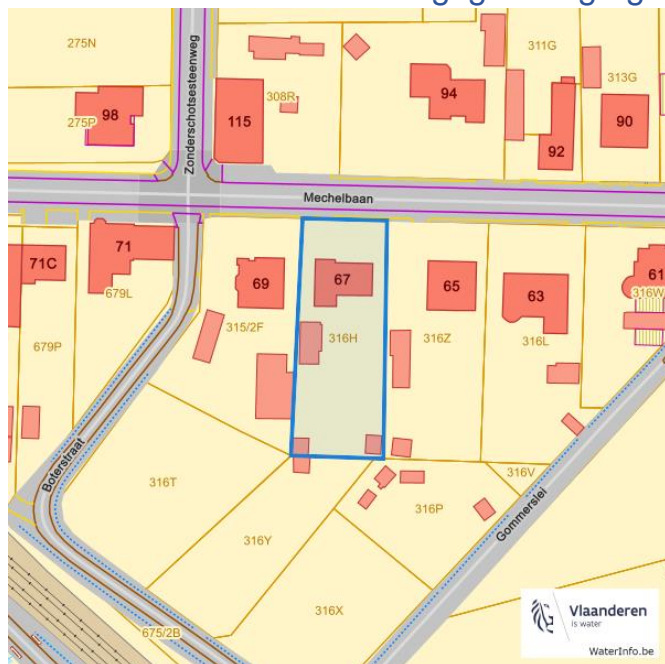 275N
311G
313G
308R
94
98
275P
115
92
90
Zonderschotsesteenweg
Mechelbaan
71
71C
679L
69
67
65
63
61
316W
315/2F
316H
316Z
316L
679P
Boterstraat
316T
316V
316P
Gommerslei
316Y
316X
675/2B
Vlaanderen
is water
WaterInfo.be